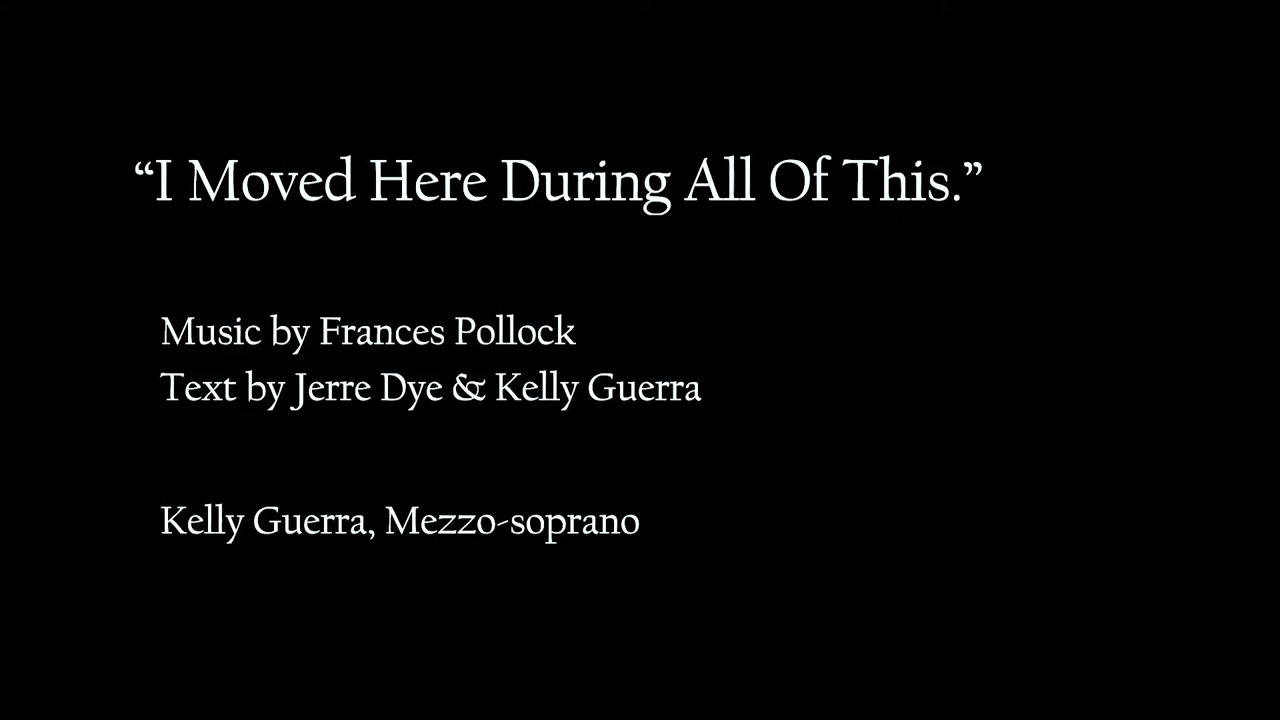 “I Moved Here During All Of This.”
Music by Frances Pollock
Text by Jerre Dye & Kelly Guerra
Kelly Guerra, Mezzo-soprano